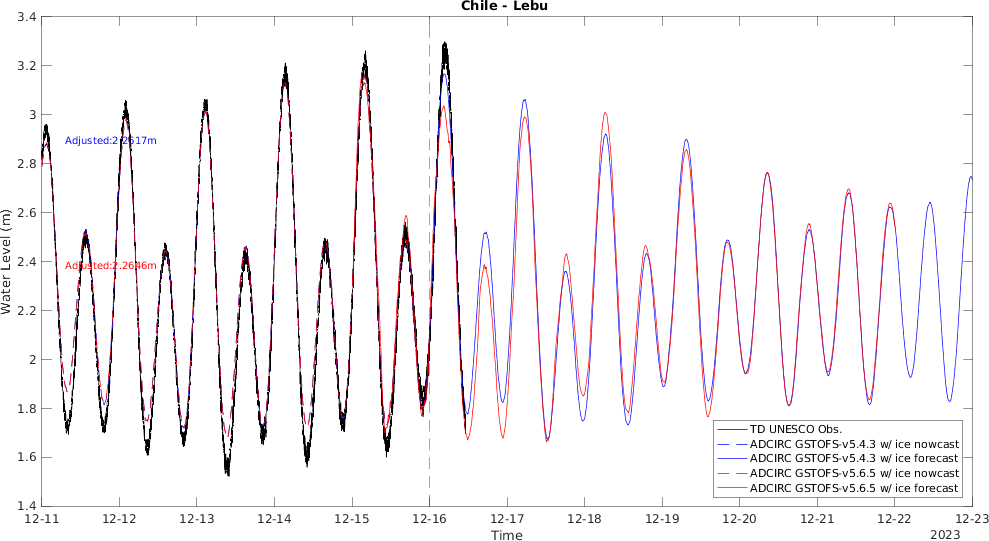 Chile - Lebu
3.4
3.2
3
2.8
2.6
2.4
2.2
2
1.8
1.6
1.4
Water Level (m)
Adjusted:2.2617m
Adjusted:2.2646m
TD UNESCO Obs.
ADCIRC GSTOFS-v5.4.3 w/ ice nowcast
ADCIRC GSTOFS-v5.4.3 w/ ice forecast
ADCIRC GSTOFS-v5.6.5 w/ ice nowcast
ADCIRC GSTOFS-v5.6.5 w/ ice forecast
12-11 12-12 12-13 12-14 12-15 12-16 12-17 12-18 12-19 12-20 12-21 12-22 12-23
Time
2023